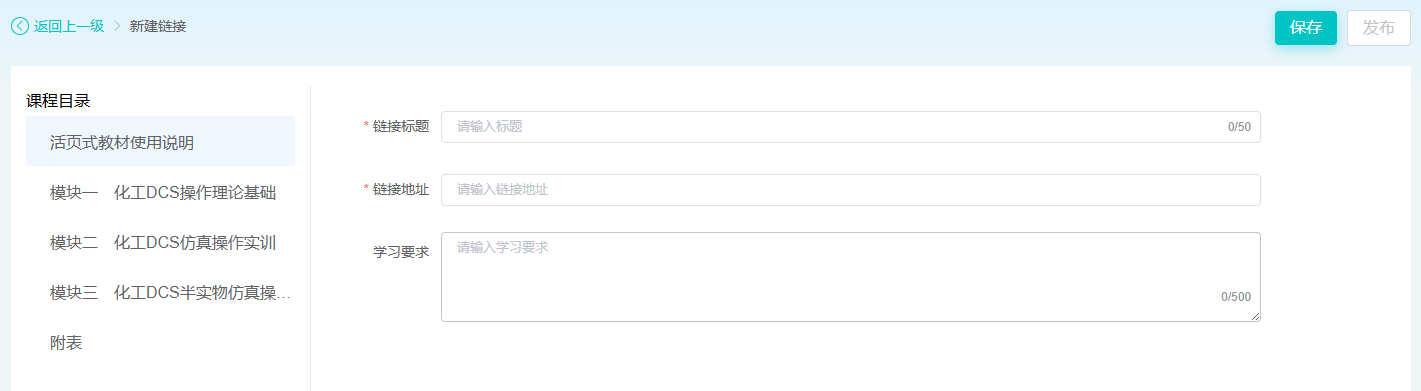 返回上一级 > 新建链接
保存
发布
课程目录
活页式教材使用说明
模块一 化工DCS操作理论基础
模块二 化工DCS仿真操作实训
模块三 化工DCS半实物仿真操...
附表
* 链接标题
请输入标题
0/50
* 链接地址
请输入链接地址
学习要求
请输入学习要求
0/500